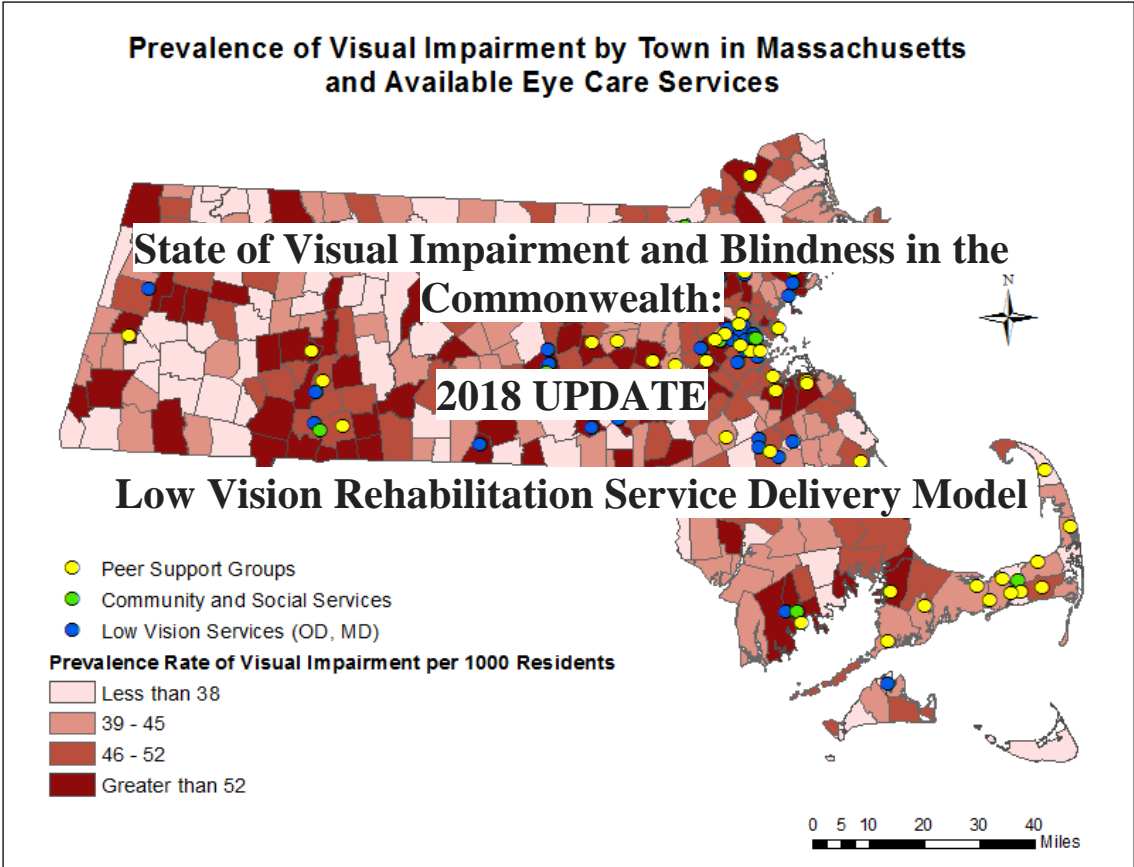 Prevalence of Visual Impairment by Town in Massachusetts
and Available Eye Care Services
State of Visual Impairment and Blindness in the
Commonwealth:
N
2018 UPDATE
Low Vision Rehabilitation Service Delivery Model
Peer Support Groups
Community and Social Services
Low Vision Services (OD, MD)
Prevalence Rate of Visual Impairment per 1000 Residents
Less than 38
39 - 45
46 - 52
Greater than 52
0 5 10 20 30 40
Miles